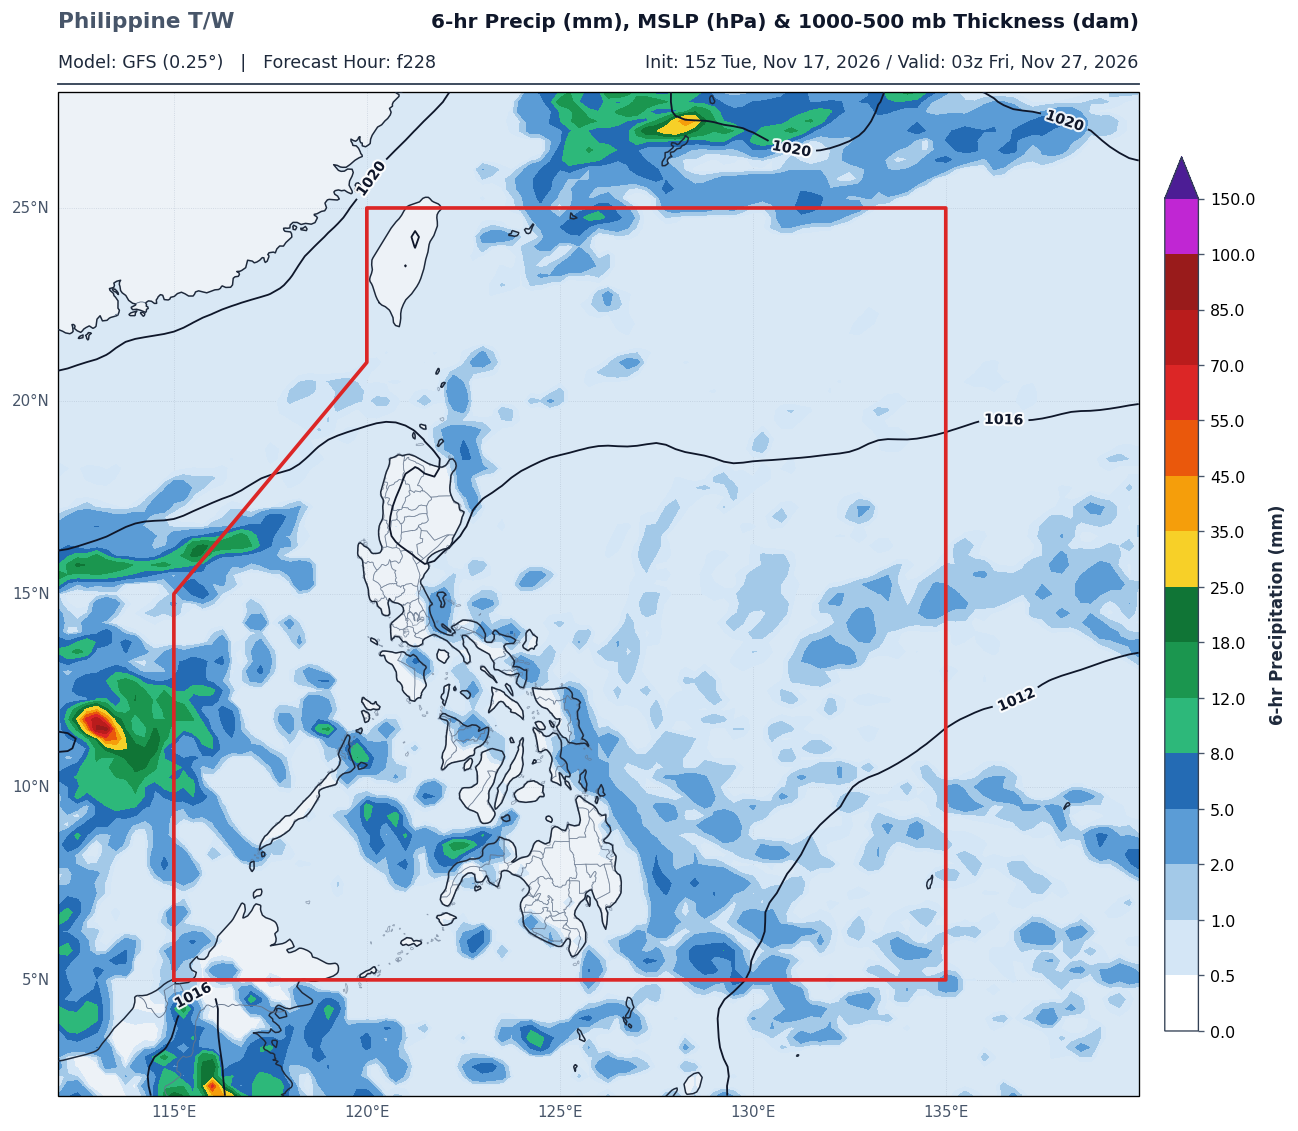 Philippine T/W
6-hr Precip (mm), MSLP (hPa) & 1000-500 mb Thickness (dam)
Model: GFS (0.25°) | Forecast Hour: f228
Init: 15z Tue, Nov 17, 2026 / Valid: 03z Fri, Nov 27, 2026
1020
1020
1020
1016
1012
1016
25°N
20°N
15°N
10°N
5°N
115°E
120°E
125°E
130°E
135°E
150.0
100.0
85.0
70.0
55.0
45.0
35.0
25.0
18.0
12.0
8.0
5.0
2.0
1.0
0.5
0.0
6-hr Precipitation (mm)